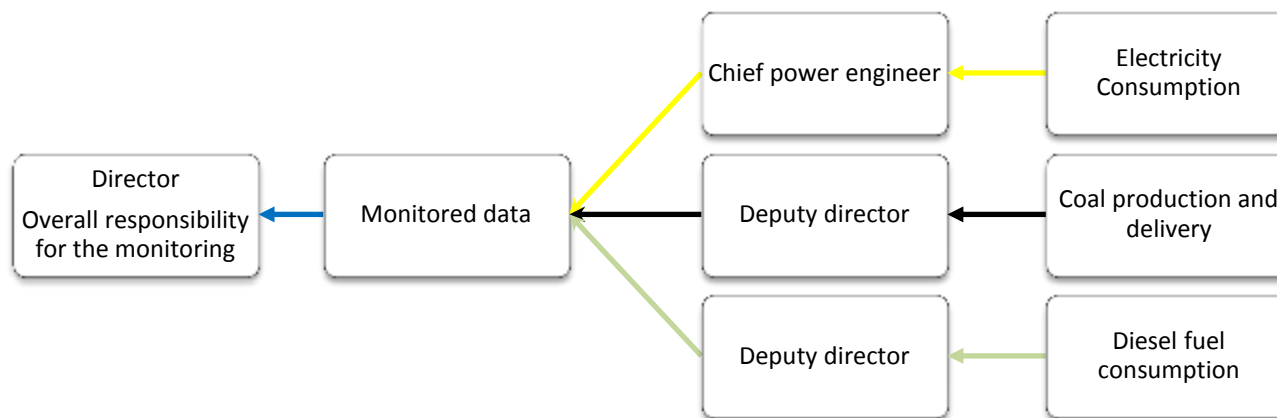 Chief power engineer
Electricity
Consumption
Director
Overall responsibility
for the monitoring
Monitored data
Deputy director
Coal production and
delivery
Deputy director
Diesel fuel
consumption